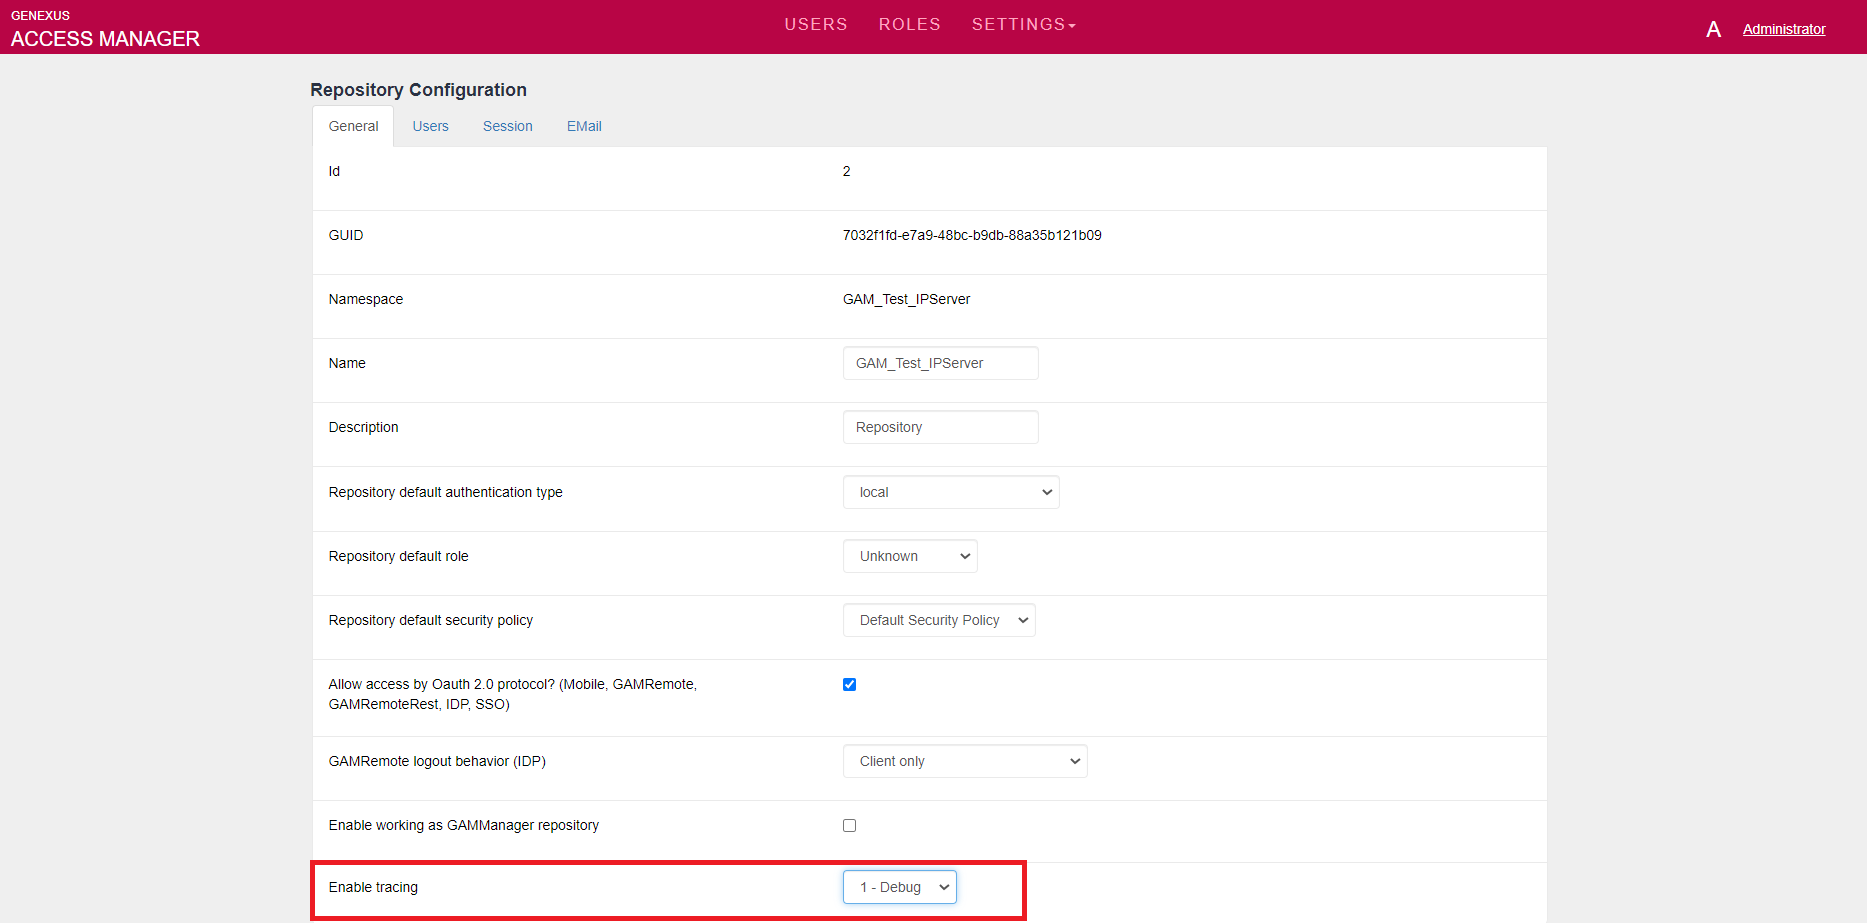 GENEXUS
ACCESS MANAGER
USERS ROLES SETTINGS
A Administrator
Repository Configuration
General Users Session EMail
Id 2
GUID 7032f1fd-e7a9-48bc-b9db-88a35b121b09
Namespace GAM_Test_IPServer
Name GAM_Test_IPServer
Description Repository
Repository default authentication type local
Repository default role Unknown
Repository default security policy Default Security Policy
Allow access by Oauth 2.0 protocol? (Mobile, GAMRemote,
GAMRemoteRest, IDP, SSO)
GAMRemote logout behavior (IDP) Client only
Enable working as GAMManager repository
Enable tracing 1 - Debug